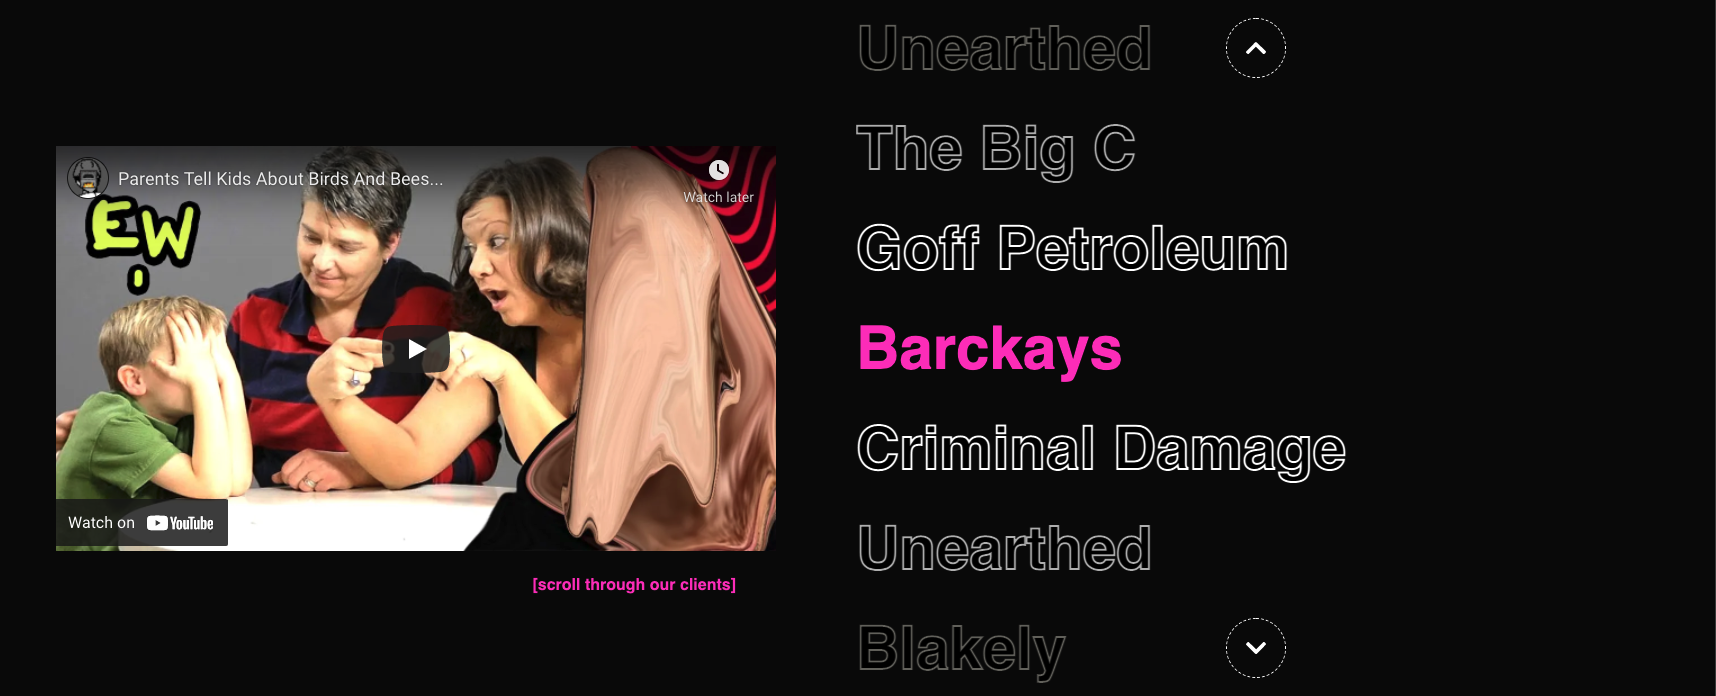 Parents Tell Kids About Birds And Bees...
Watch later
EW
Watch on YouTube
[scroll through our clients]
Unearthed
The Big C
Goff Petroleum
Barckays
Criminal Damage
Unearthed
Blakely